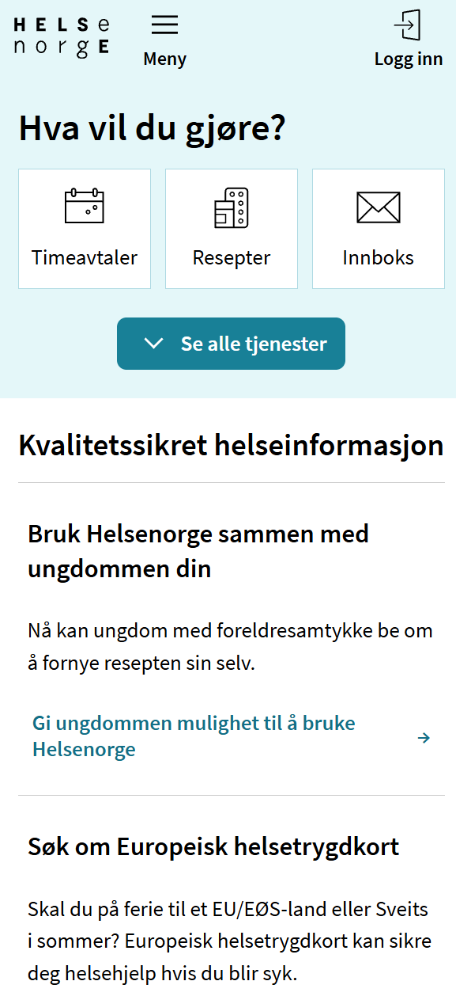 HELSe
norgE
Meny
Logg inn
Hva vil du gjøre?
Timeavtaler
Resepter
Innboks
Se alle tjenester
Kvalitetssikret helseinformasjon
Bruk Helsenorge sammen med
ungdommen din
Nå kan ungdom med foreldresamtykke be om
å fornye resepten sin selv.
Gi ungdommen mulighet til å bruke
Helsenorge
Søk om Europeisk helsetrygdkort
Skal du på ferie til et EU/EØS-land eller Sveits
i sommer? Europeisk helsetrygdkort kan sikre
deg helsehjelp hvis du blir syk.